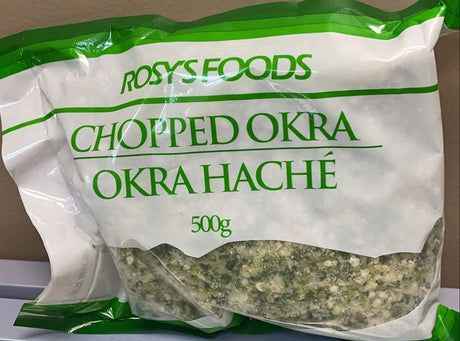 ROSY'S FOODS
CHOPPED OKRA
OKRA HACHÉ
500g